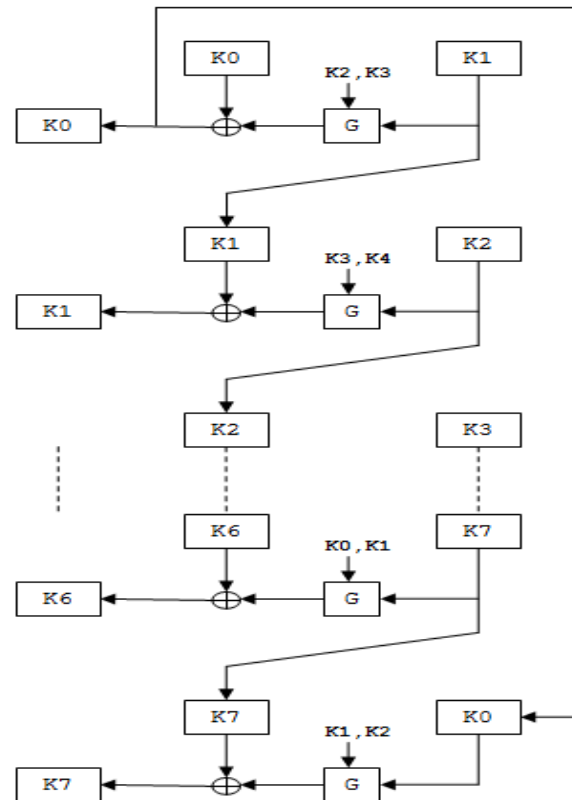 K0 K1
K2,K3
K0 G
K1 K2
K3,K4
K1 G
K2 K3
K6 K7
K0,K1
K6 G
K7 K0
K1,K2
K7 G